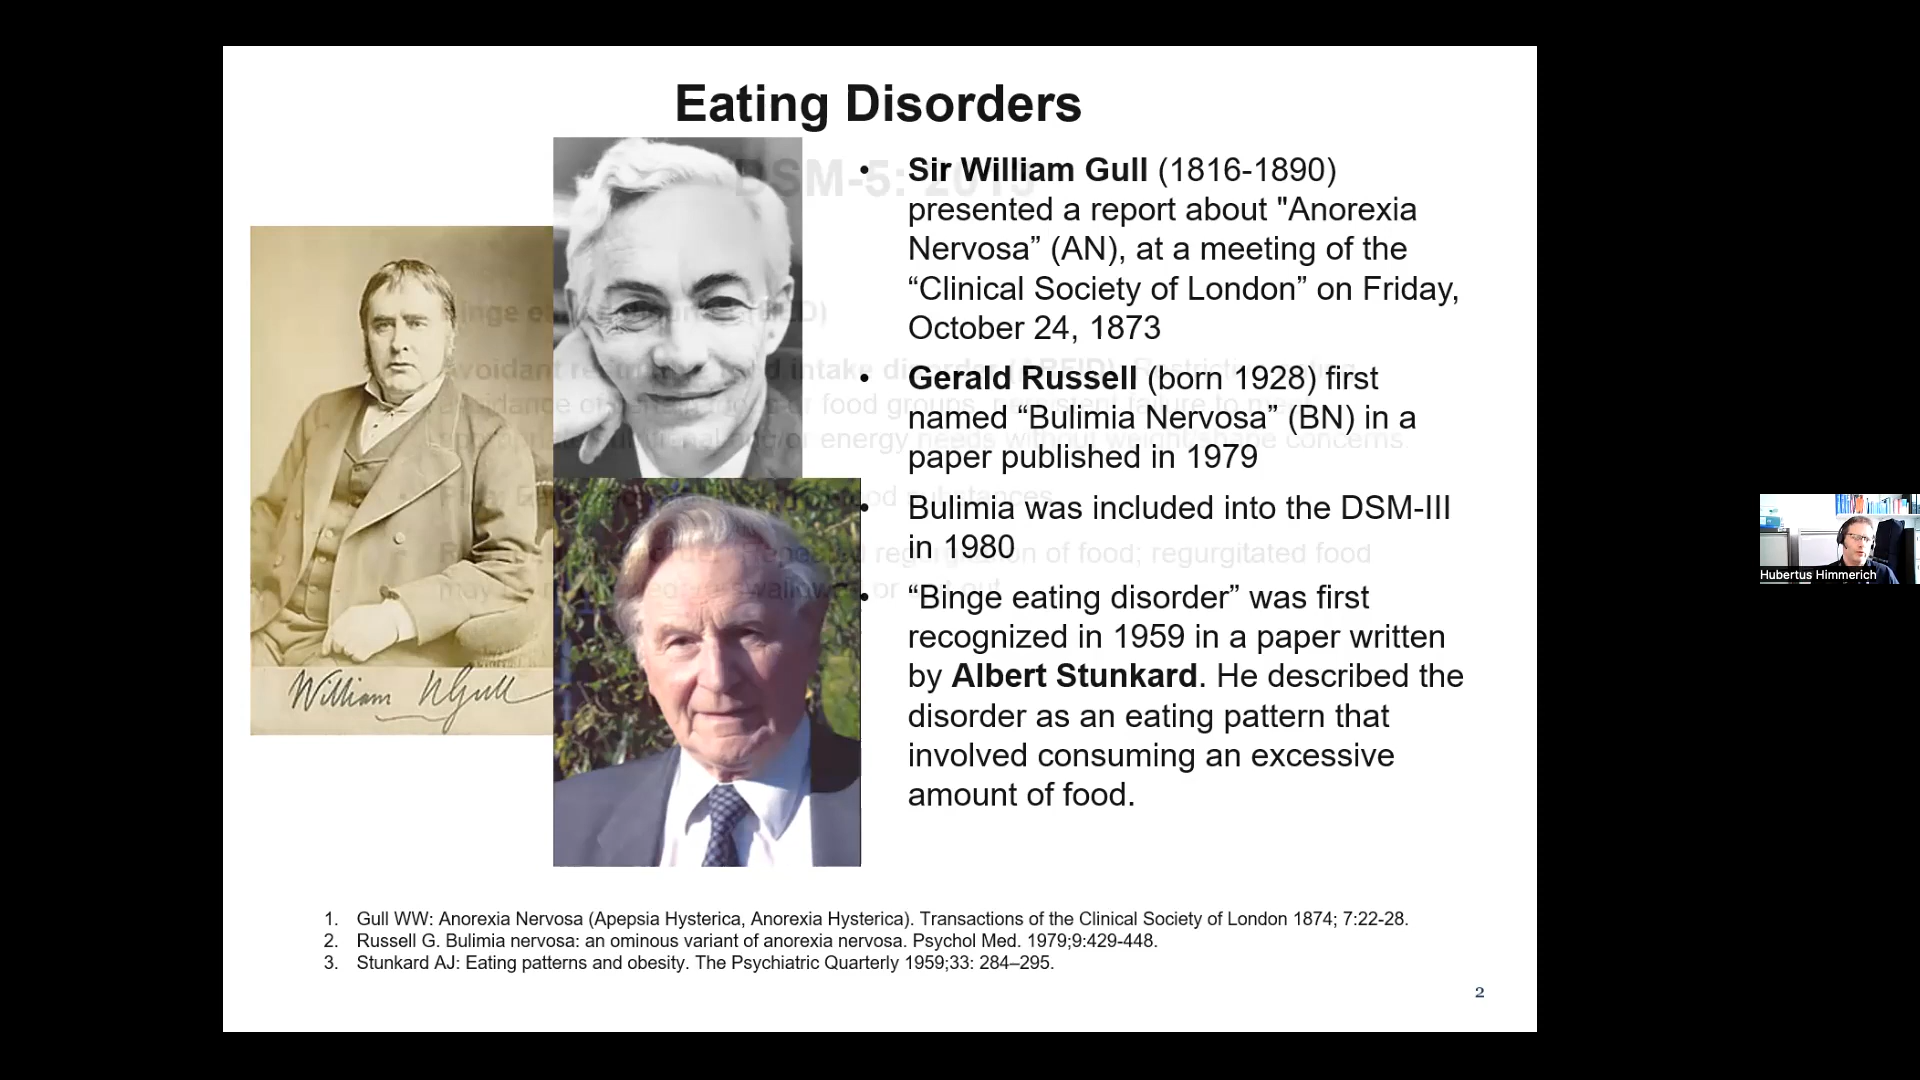 Eating Disorders
DSM-5: 2013
• Sir William Gull (1816-1890)
presented a report about "Anorexia
Nervosa” (AN), at a meeting of the
“Clinical Society of London” on Friday,
October 24, 1873
• Gerald Russell (born 1928) first
named “Bulimia Nervosa” (BN) in a
paper published in 1979
• Bulimia was included into the DSM-III
in 1980
• “Binge eating disorder” was first
recognized in 1959 in a paper written
by Albert Stunkard. He described the
disorder as an eating pattern that
involved consuming an excessive
amount of food.
William W Gull
1. Gull WW: Anorexia Nervosa (Apepsia Hysterica, Anorexia Hysterica). Transactions of the Clinical Society of London 1874; 7:22-28.
2. Russell G. Bulimia nervosa: an ominous variant of anorexia nervosa. Psychol Med. 1979;9:429-448.
3. Stunkard AJ: Eating patterns and obesity. The Psychiatric Quarterly 1959;33: 284–295.
2
Hubertus Himmerich